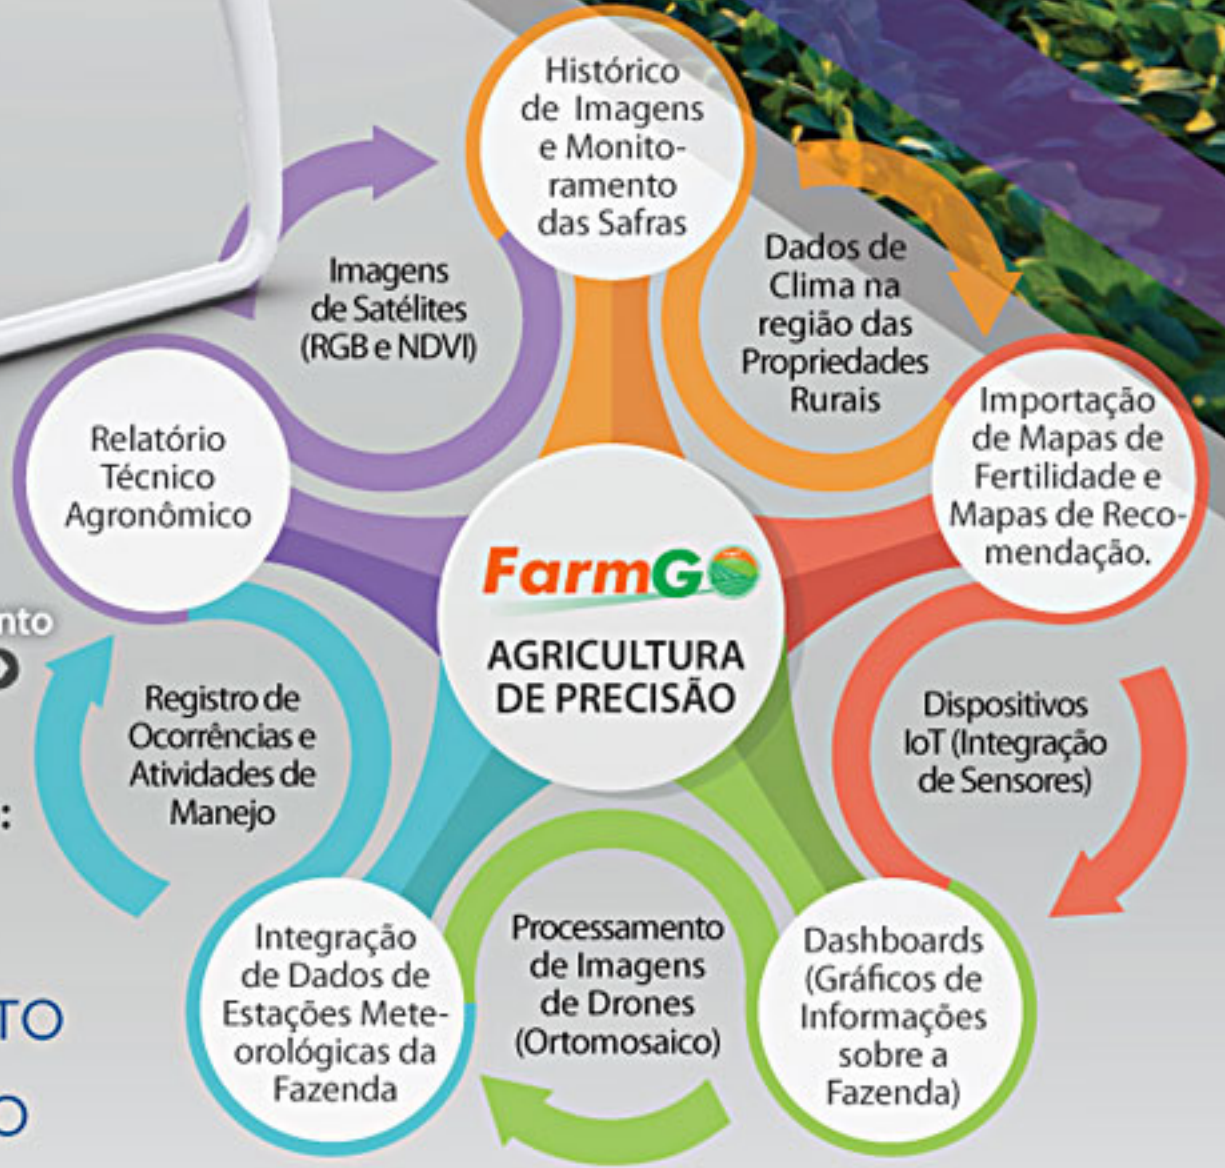 Histórico
de Imagens
e Monito-
ramento
das Safras
Imagens
de Satélites
(RGB e NDVI)
Dados de
Clima na
região das
Propriedades
Rurais
Relatório
Técnico
Agronômico
Importação
de Mapas de
Fertilidade e
Mapas de Reco-
mendação.
FarmGO
AGRICULTURA
DE PRECISÃO
nto
Registro de
Ocorrências e
Atividades de
Manejo
:
Dispositivos
IoT (Integração
de Sensores)
Integração
de Dados de
Estações Mete-
orológicas da
Fazenda
Processamento
de Imagens
de Drones
(Ortomosaico)
Dashboards
(Gráficos de
Informações
sobre a
Fazenda)
TO
O